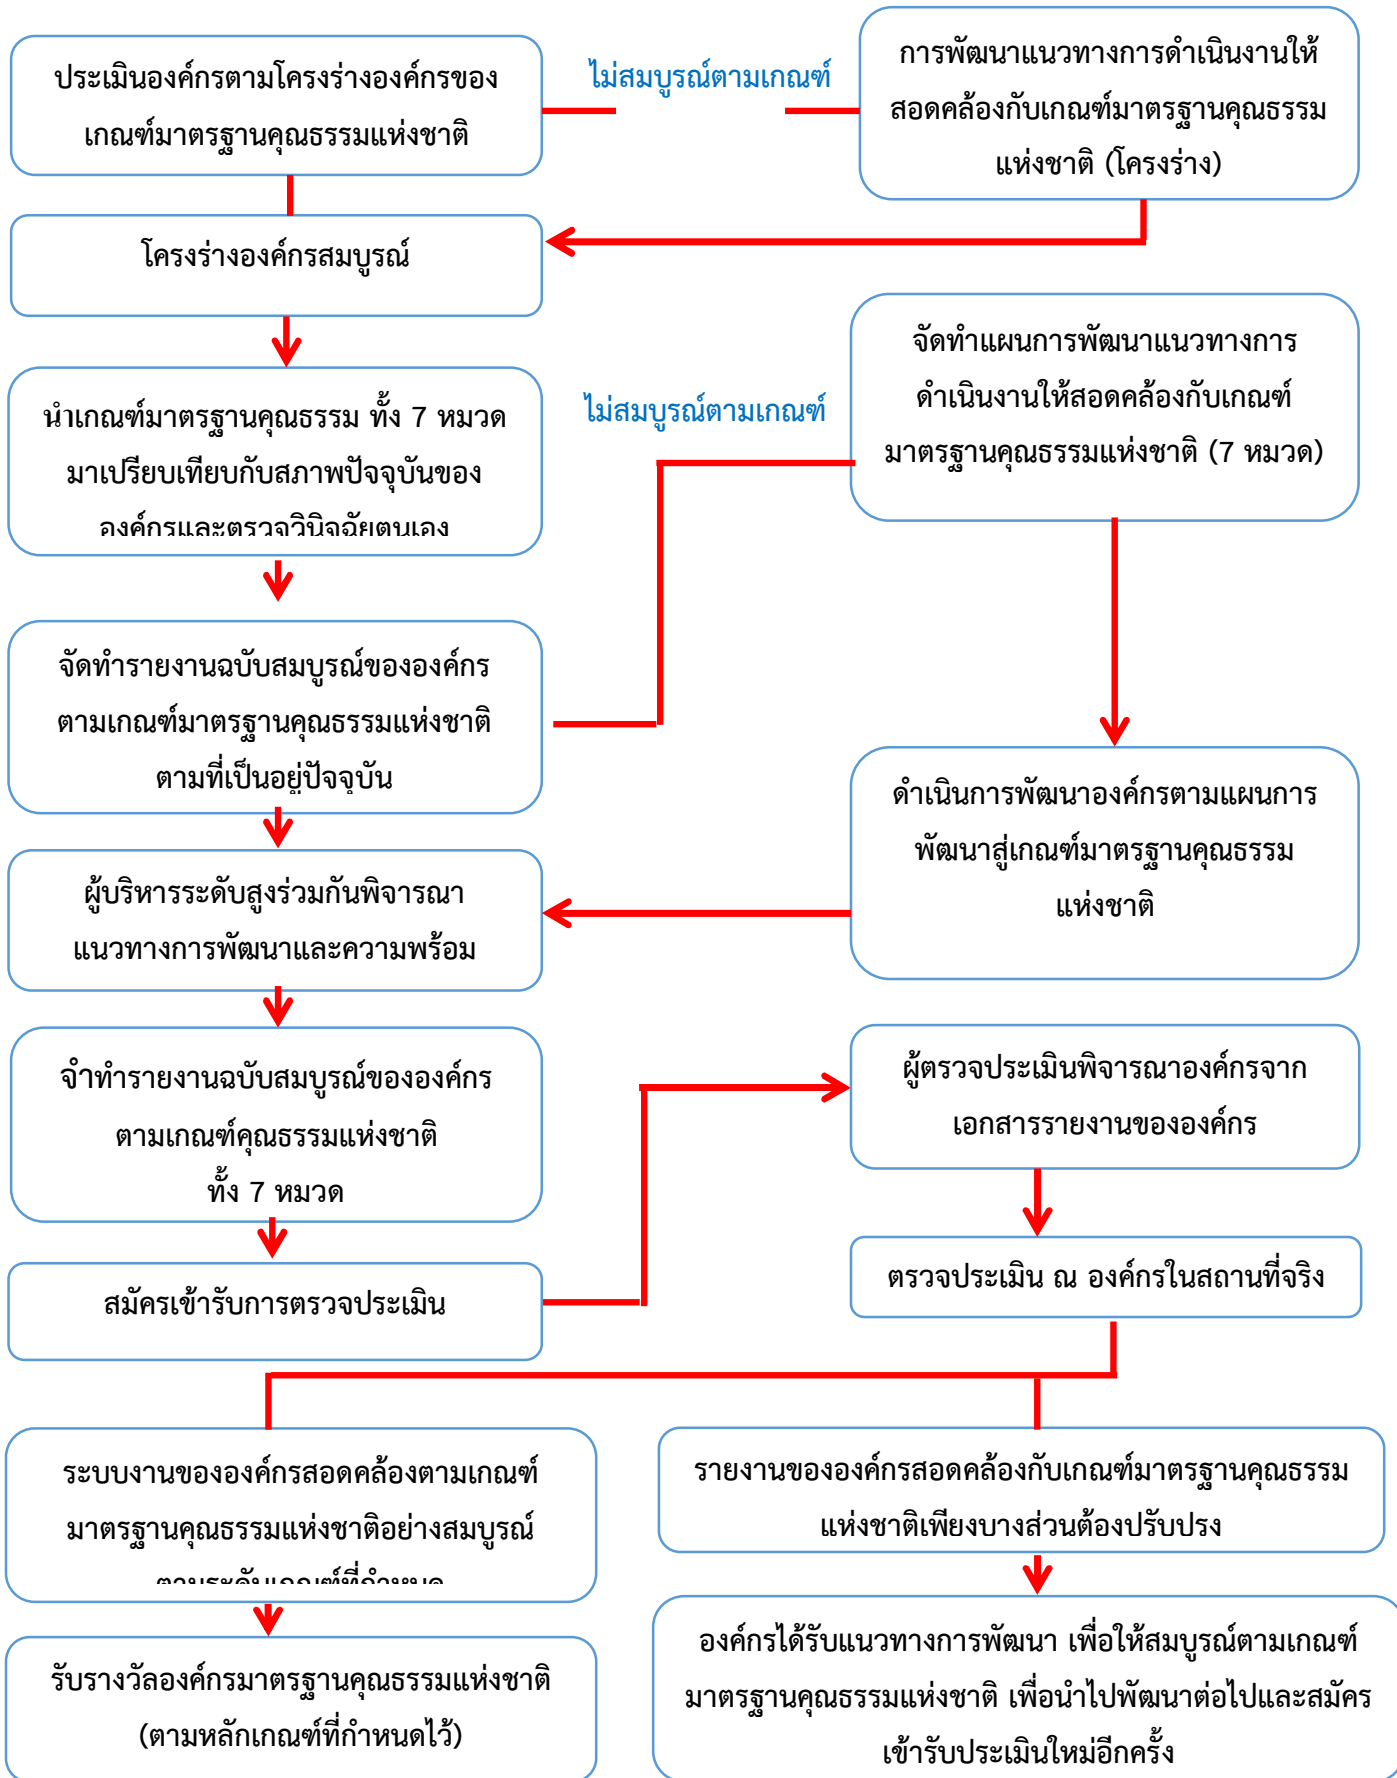 ประเมินองค์กรตามโครงร่างองค์กรของ
เกณฑ์มาตรฐานคุณธรรมแห่งชาติ
ไม่สมบูรณ์ตามเกณฑ์
การพัฒนาแนวทางการดำเนินงานให้
สอดคล้องกับเกณฑ์มาตรฐานคุณธรรม
แห่งชาติ (โครงร่าง)
โครงร่างองค์กรสมบูรณ์
นำเกณฑ์มาตรฐานคุณธรรม ทั้ง 7 หมวด
มาเปรียบเทียบกับสภาพปัจจุบันของ
องค์กรและตรวจวินิจฉัยตนเอง
ไม่สมบูรณ์ตามเกณฑ์
จัดทำแผนการพัฒนาแนวทางการ
ดำเนินงานให้สอดคล้องกับเกณฑ์
มาตรฐานคุณธรรมแห่งชาติ (7 หมวด)
จัดทำรายงานฉบับสมบูรณ์ขององค์กร
ตามเกณฑ์มาตรฐานคุณธรรมแห่งชาติ
ตามที่เป็นอยู่ปัจจุบัน
ดำเนินการพัฒนาองค์กรตามแผนการ
พัฒนาสู่เกณฑ์มาตรฐานคุณธรรม
แห่งชาติ
ผู้บริหารระดับสูงร่วมกันพิจารณา
แนวทางการพัฒนาและความพร้อม
จำทำรายงานฉบับสมบูรณ์ขององค์กร
ตามเกณฑ์คุณธรรมแห่งชาติ
ทั้ง 7 หมวด
ผู้ตรวจประเมินพิจารณาองค์กรจาก
เอกสารรายงานขององค์กร
สมัครเข้ารับการตรวจประเมิน
ตรวจประเมิน ณ องค์กรในสถานที่จริง
ระบบงานขององค์กรสอดคล้องตามเกณฑ์
มาตรฐานคุณธรรมแห่งชาติอย่างสมบูรณ์
ตามระดับเกณฑ์ที่กำหนด
รายงานขององค์กรสอดคล้องกับเกณฑ์มาตรฐานคุณธรรม
แห่งชาติเพียงบางส่วนต้องปรับปรุง
รับรางวัลองค์กรมาตรฐานคุณธรรมแห่งชาติ
(ตามหลักเกณฑ์ที่กำหนดไว้)
องค์กรได้รับแนวทางการพัฒนา เพื่อให้สมบูรณ์ตามเกณฑ์
มาตรฐานคุณธรรมแห่งชาติ เพื่อนำไปพัฒนาต่อไปและสมัคร
เข้ารับประเมินใหม่อีกครั้ง